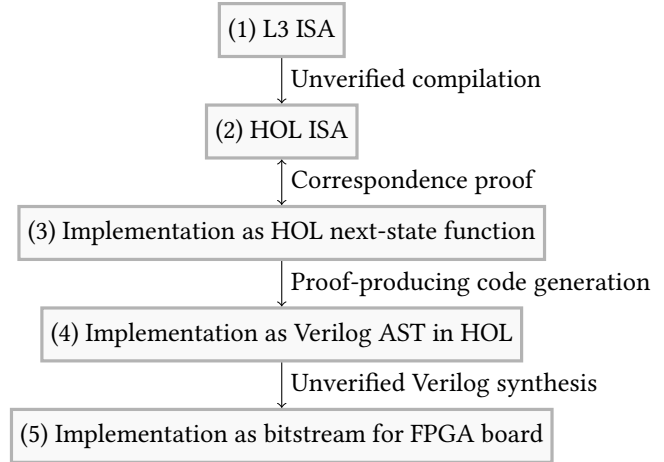 (1) L3 ISA
Unverified compilation
(2) HOL ISA
Correspondence proof
(3) Implementation as HOL next-state function
Proof-producing code generation
(4) Implementation as Verilog AST in HOL
Unverified Verilog synthesis
(5) Implementation as bitstream for FPGA board